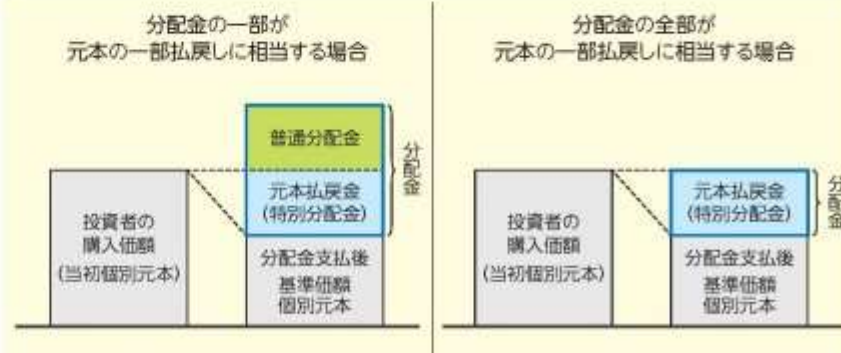 分配金の一部が
元本の一部払戻しに相当する場合
普通分配金
元本払戻金
(特別分配金)
分配金
投資者の
購入価額
(当初個別元本)
分配金支払後
基準価額
個別元本
分配金の全部が
元本の一部払戻しに相当する場合
元本払戻金
(特別分配金)
分配金
投資者の
購入価額
(当初個別元本)
分配金支払後
基準価額
個別元本